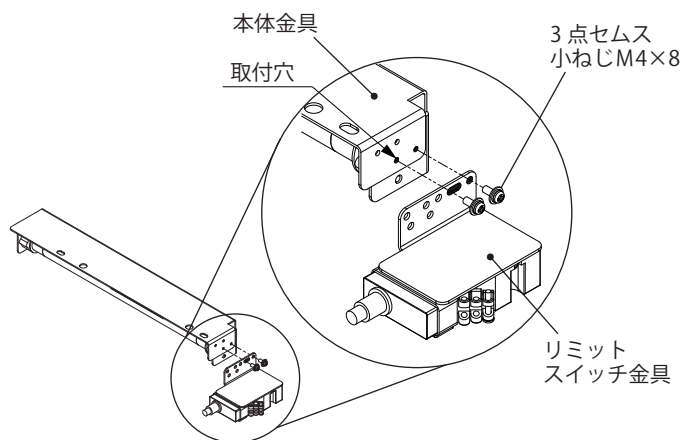 本体金具
取付穴
3 点セムス
小ねじM4×8
リミット
スイッチ金具